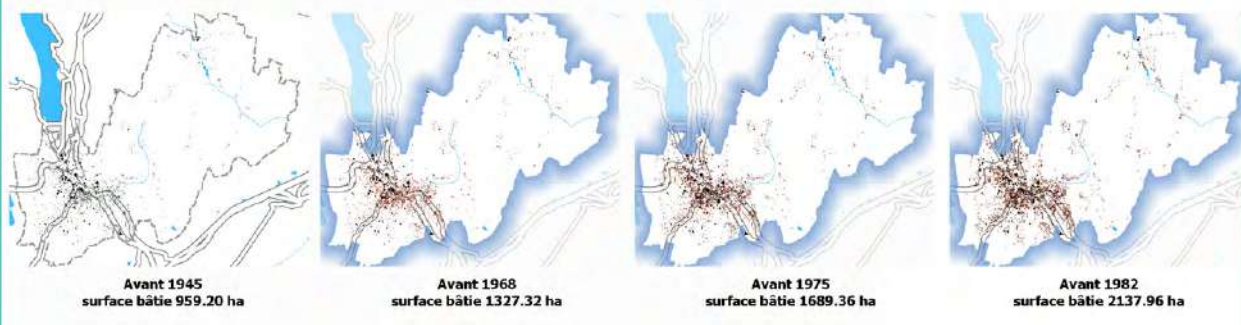 Avant 1945
surface bâtie 959.20 ha
Avant 1968
surface bâtie 1327.32 ha
Avant 1975
surface bâtie 1689.36 ha
Avant 1982
surface bâtie 2137.96 ha